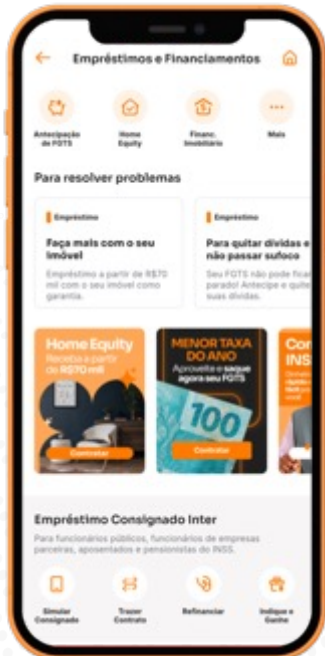 Empréstimos e Financiamentos
Antecipação
de FGTS
Home
Equity
Financ.
Imobiliário
Mais
Para resolver problemas
Empréstimo
Faça mais com o seu
imóvel
Empréstimo a partir de R$70
mil com o seu imóvel como
garantia.
Empréstimo
Para quitar dívidas e
não passar sufoco
Seu FGTS não pode ficar
parado! Antecipe e quite
suas dívidas.
Home Equity
Receba a partir
de R$70 mil
Contratar
MENOR TAXA
DO ANO
Aproveite e saque
agora seu FGTS
100
Contratar
INS
Empréstimo Consignado Inter
Para funcionários públicos, funcionários de empresas
parceiras, aposentados e pensionistas do INSS.
Simular
Consignado
Trazer
Contrato
Refinanciar
Indique e
Ganhe